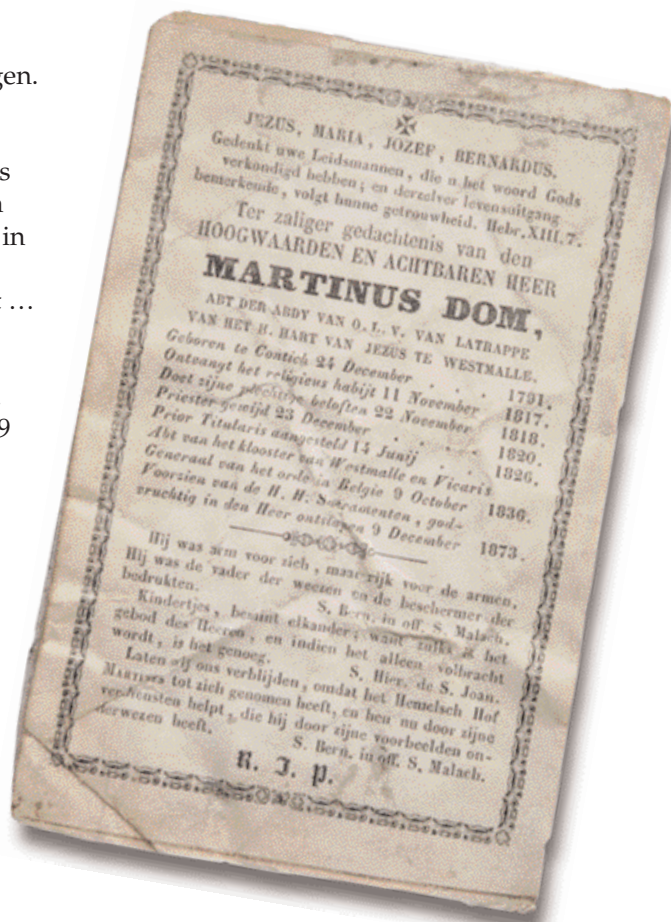 gen.
s
in
…
9
JEZUS, MARIA, JOZEF, BERNARDUS.
Gedenkt uwe Leidsmannen, die u het woord Gods
verkondigd hebben; en derzelver levensuitgang
bemerkende, volgt hunne getrouwheid. Hebr. XIII. 7.
Ter zaliger gedachtenis van den
HOOGWAARDEN EN ACHTBAREN HEER
MARTINUS DOM,
ABT DER ABDY VAN O. L. V. VAN LATRAPPE
VAN HET H. HART VAN JEZUS TE WESTMALLE.
Geboren te Contich 24 December . . . 1791.
Ontvangt het religieus habijt 11 November 1817.
Doet zijne plechtige beloften 22 November 1818.
Priester gewijd 23 December . . . . . 1820.
Prior Titularis aangesteld 14 Junij . . 1826.
Abt van het klooster van Westmalle en Vicaris
Generaal van het orde in Belgie 9 October 1836.
Voorzien van de H. H. Sacramenten, god-
vruchtig in den Heer ontslapen 9 December 1873.
Hij was arm voor zich, maar rijk voor de armen.
Hij was de vader der weezen en de beschermer der
bedrukten. S. Bern. in off. S. Malach.
Kindertjes, bemint elkander; want zulks is het
gebod des Heeren, en indien het alleen volbracht
wordt, is het genoeg. S. Hier. de S. Joan.
Laten wij ons verblijden, omdat het Hemelsch Hof
MARTINUS tot zich genomen heeft, en hen nu door zijne
verdiensten helpt, die hij door zijne voorbeelden on-
derwezen heeft. S. Bern. in off. S. Malach.
R. I. P.